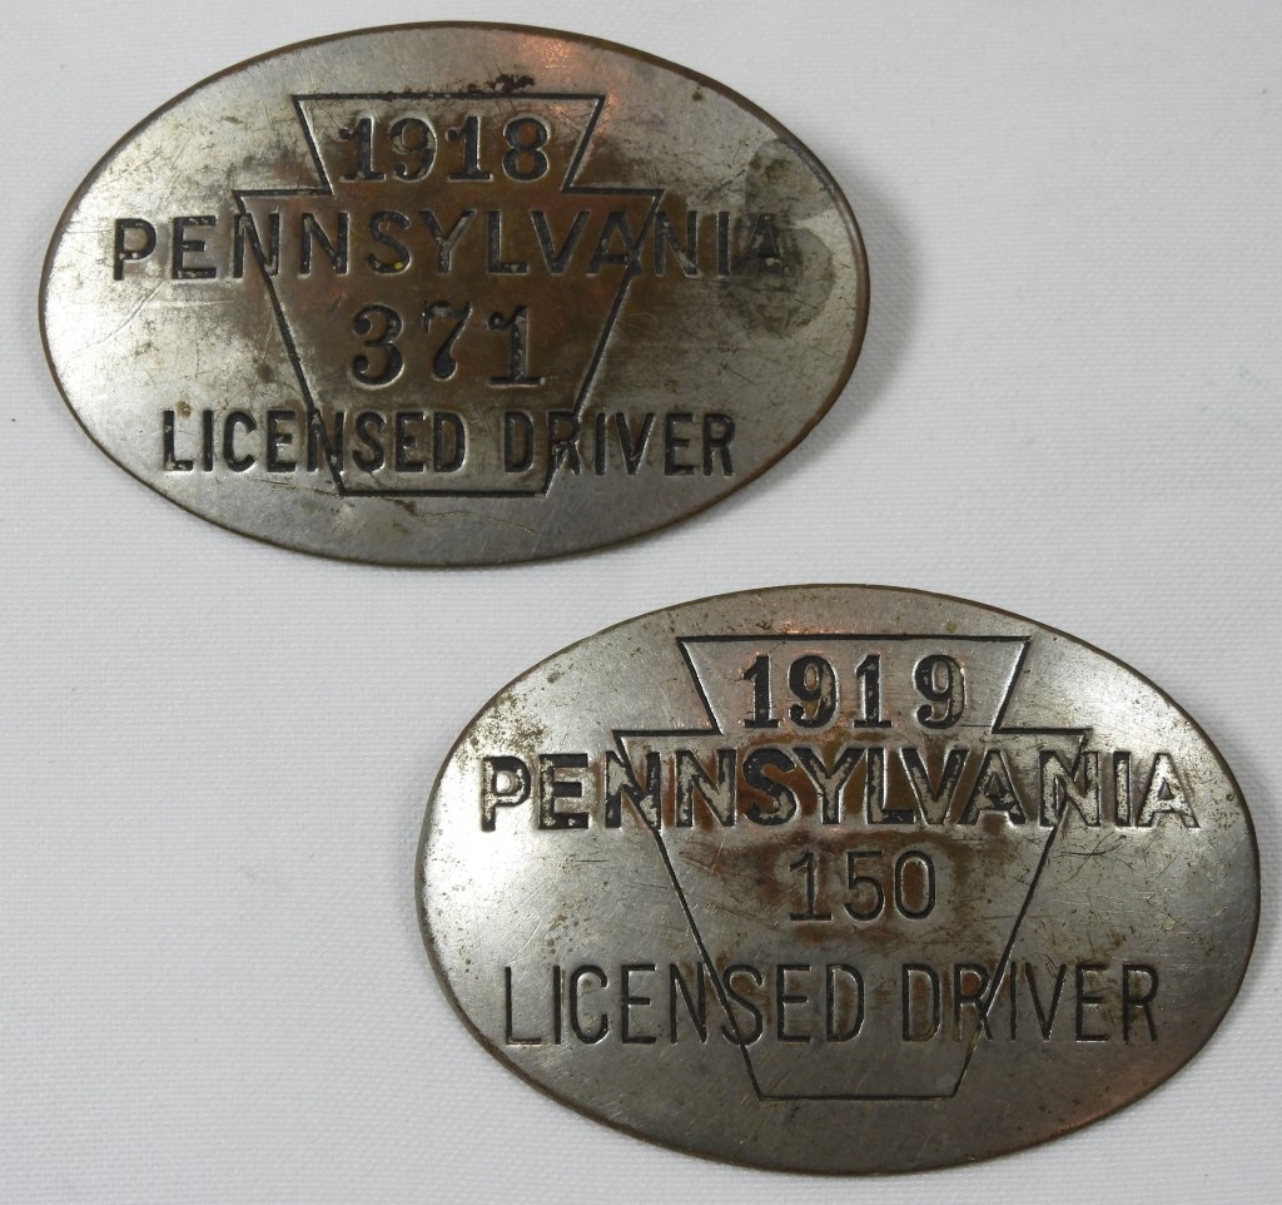 1918
PENNSYLVANIA
371
LICENSED DRIVER
1919
PENNSYLVANIA
150
LICENSED DRIVER